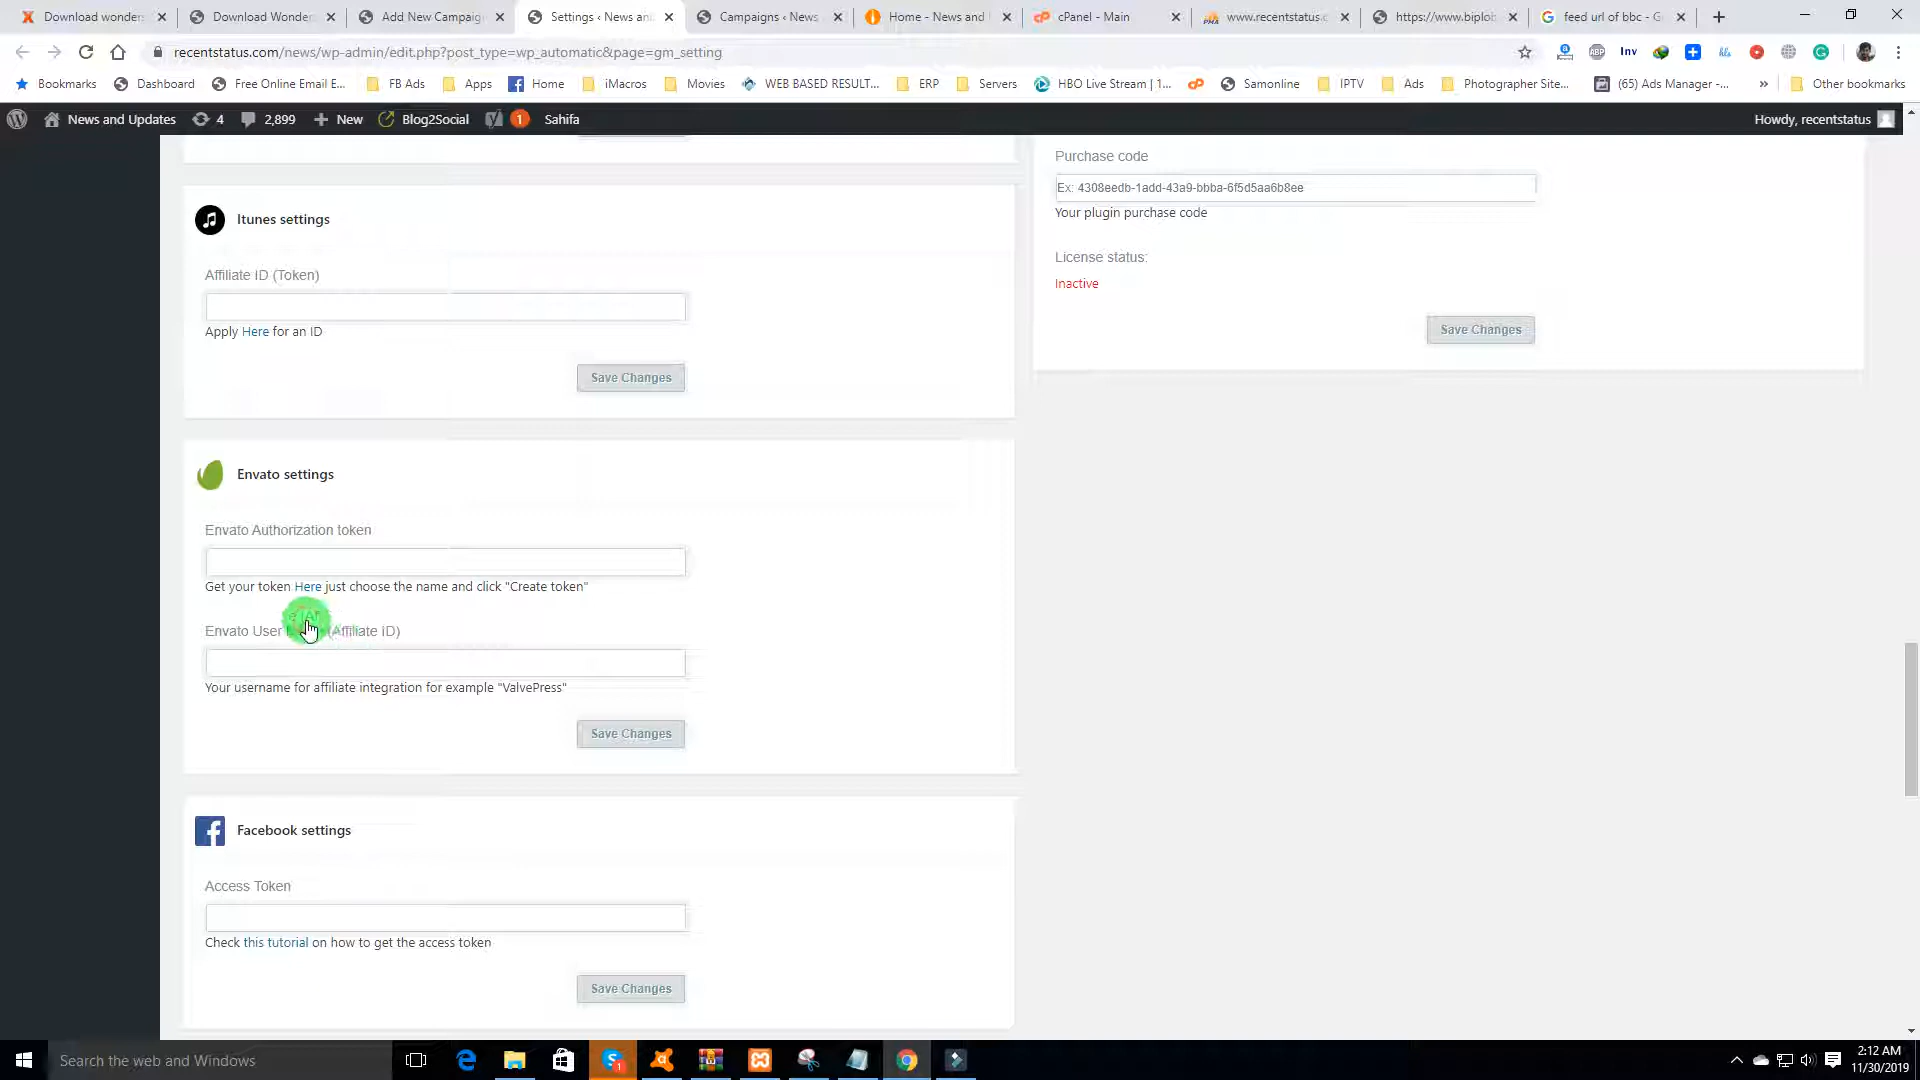 Download wonders
Download Wonder
Add New Campaig
Settings ‹ News an
Campaigns ‹ News
Home - News and
cPanel - Main
www.recentstatus.c
https://www.biploi
feed url of bbc - G
recentstatus.com/news/wp-admin/edit.php?post_type=wp_automatic&page=gm_setting
ABP
Inv
Bookmarks
Dashboard
Free Online Email E...
FB Ads
Apps
Home
iMacros
Movies
WEB BASED RESULT...
ERP
Servers
HBO Live Stream | 1...
Samonline
IPTV
Ads
Photographer Site...
(65) Ads Manager -...
»
Other bookmarks
News and Updates
4
2,899
New
Blog2Social
1
Sahifa
Howdy, recentstatus
Itunes settings
Affiliate ID (Token)
Apply Here for an ID
Save Changes
Envato settings
Envato Authorization token
Get your token Here just choose the name and click "Create token"
Envato User (Affiliate ID)
Your username for affiliate integration for example "ValvePress"
Save Changes
Facebook settings
Access Token
Check this tutorial on how to get the access token
Save Changes
Purchase code
Ex: 4308eedb-1add-43a9-bbba-6f5d5aa6b8ee
Your plugin purchase code
License status:
Inactive
Save Changes
Search the web and Windows
1
2:12 AM
11/30/2019